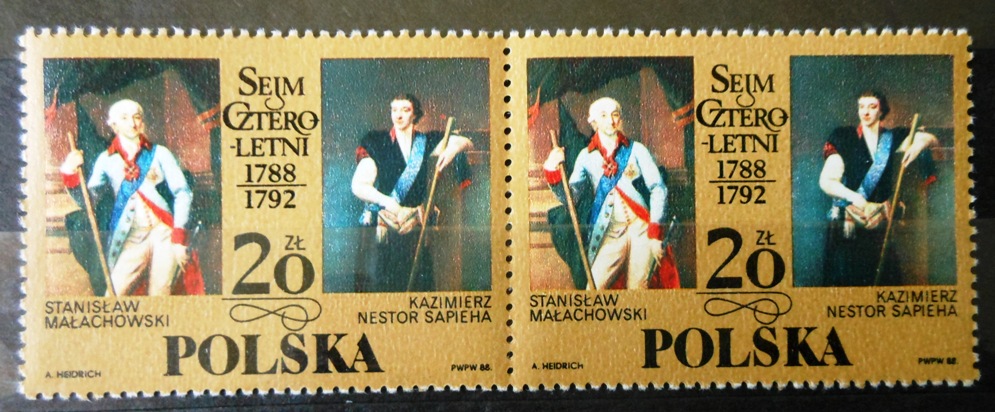 SEJM
CZTERO-
-LETNI
1788
1792
20 ZŁ
STANISŁAW
MAŁACHOWSKI
KAZIMIERZ
NESTOR SAPIEHA
POLSKA
A. HEIDRICH
PWPW 88.
SEJM
CZTERO-
-LETNI
1788
1792
20 ZŁ
STANISŁAW
MAŁACHOWSKI
KAZIMIERZ
NESTOR SAPIEHA
POLSKA
A. HEIDRICH
PWPW 88.